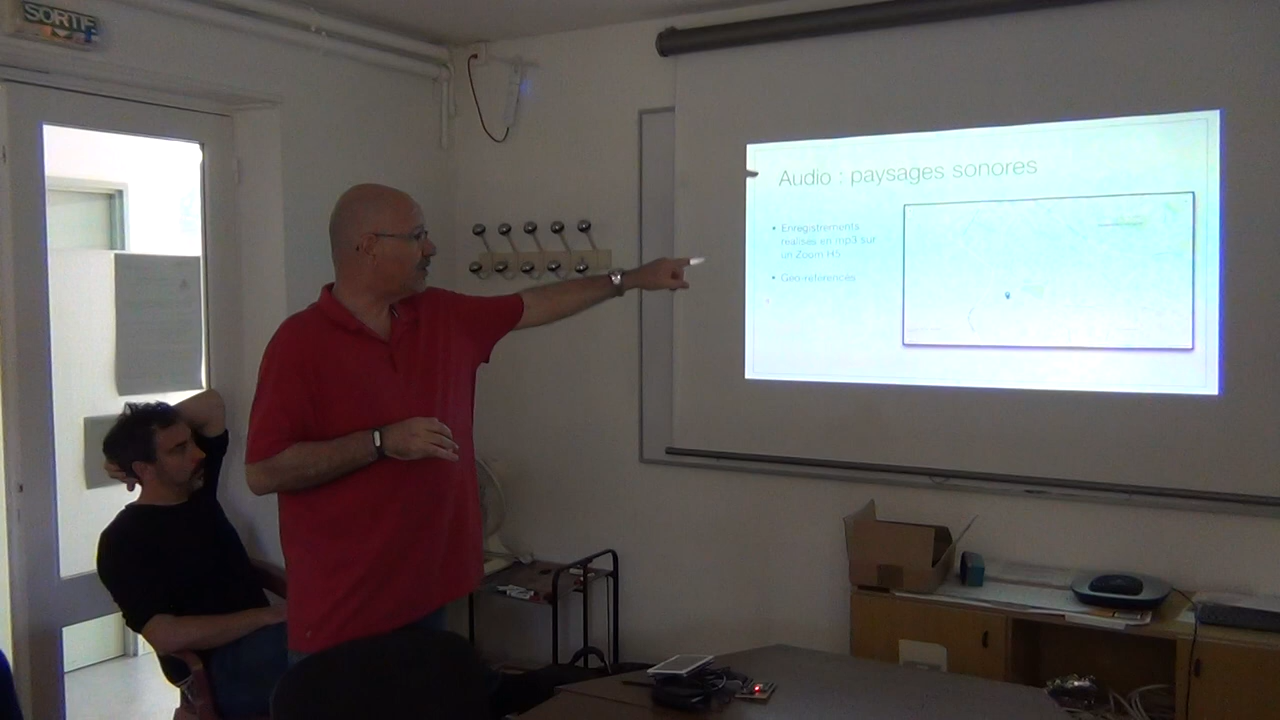 SORTIE
Audio : paysages sonores
• Enregistrements
réalisés en mp3 sur
un Zoom H5
• Géo-référencés